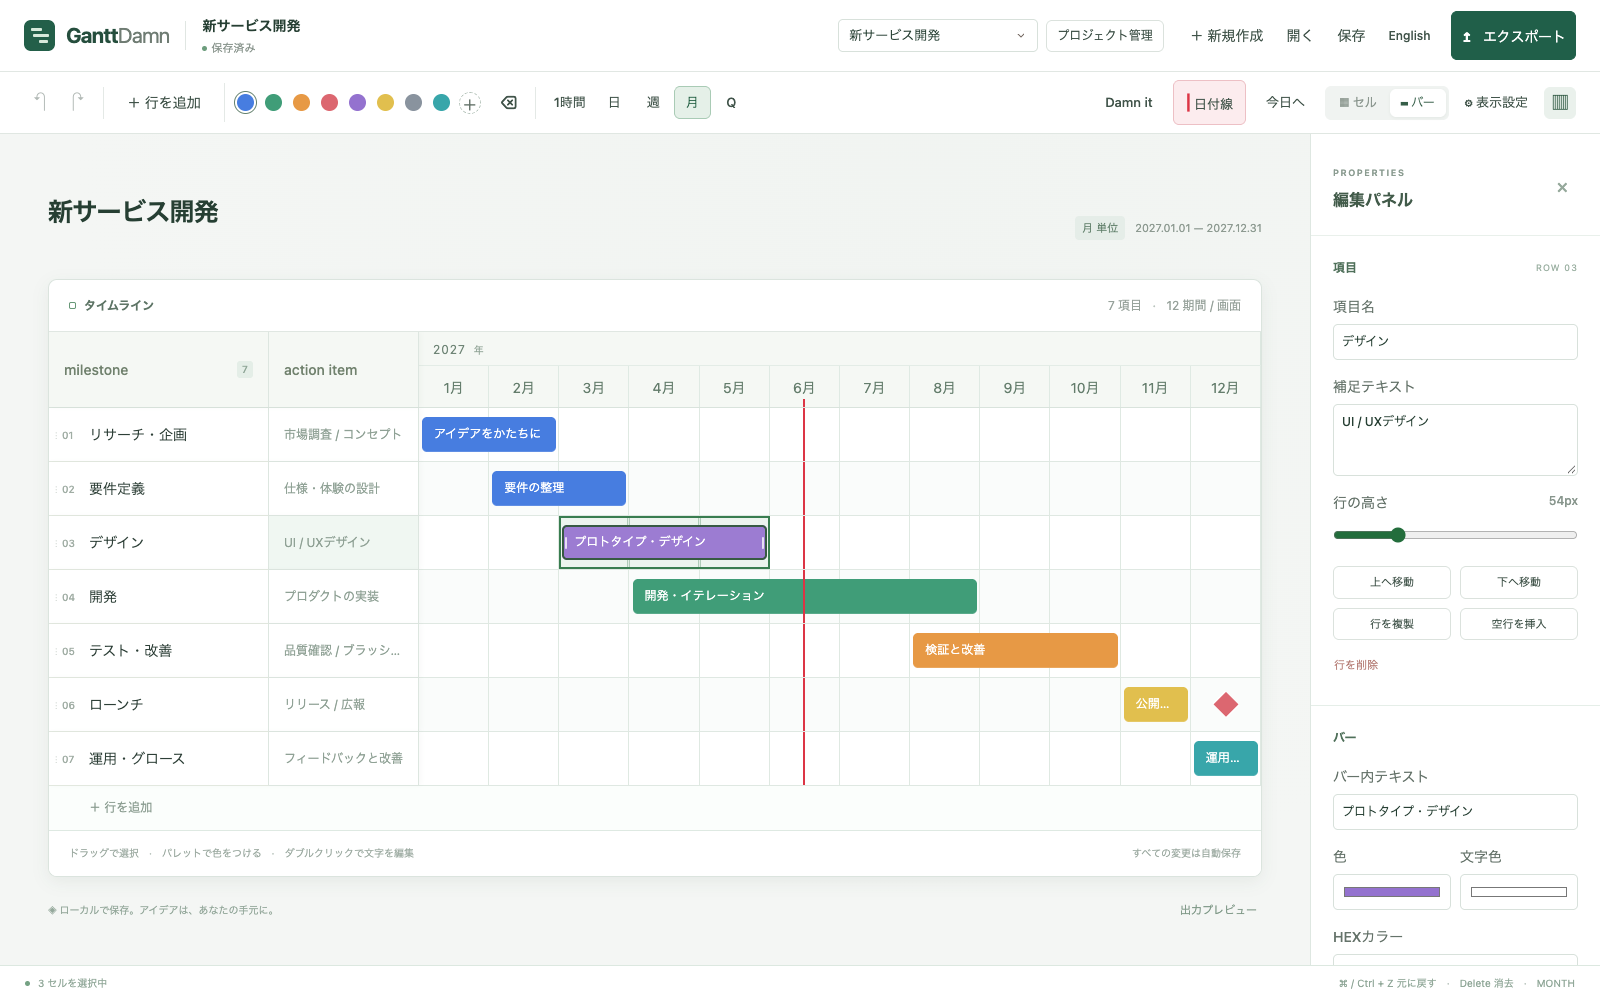 GanttDamn
新サービス開発
保存済み
新サービス開発
プロジェクト管理
＋ 新規作成
開く
保存
English
エクスポート
＋ 行を追加
1時間
日
週
月
Q
Damn it
日付線
今日へ
セル
バー
表示設定
新サービス開発
月 単位
2027.01.01 — 2027.12.31
タイムライン
7 項目 · 12 期間 / 画面
milestone 7
action item
2027 年
1月 2月 3月 4月 5月 6月 7月 8月 9月 10月 11月 12月
01 リサーチ・企画 市場調査 / コンセプト アイデアをかたちに
02 要件定義 仕様・体験の設計 要件の整理
03 デザイン UI / UXデザイン プロトタイプ・デザイン
04 開発 プロダクトの実装 開発・イテレーション
05 テスト・改善 品質確認 / ブラッシ... 検証と改善
06 ローンチ リリース / 広報 公開...
07 運用・グロース フィードバックと改善 運用...
＋ 行を追加
ドラッグで選択 · パレットで色をつける · ダブルクリックで文字を編集
すべての変更は自動保存
ローカルで保存。アイデアは、あなたの手元に。
出力プレビュー
PROPERTIES
編集パネル
項目
ROW 03
項目名
デザイン
補足テキスト
UI / UXデザイン
行の高さ
54px
上へ移動
下へ移動
行を複製
空行を挿入
行を削除
バー
バー内テキスト
プロトタイプ・デザイン
色
文字色
HEXカラー
3 セルを選択中
⌘ / Ctrl + Z 元に戻す · Delete 消去 · MONTH